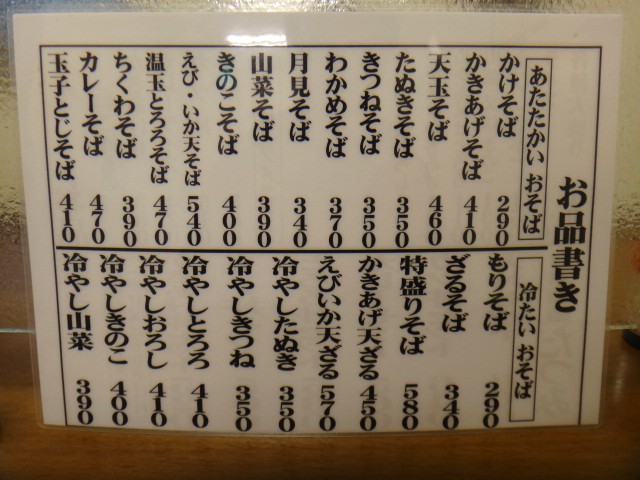 お品書き
あたたかい おそば
かけそば 290
かきあげそば 410
天玉そば 460
たぬきそば 350
きつねそば 350
わかめそば 370
月見そば 340
山菜そば 390
きのこそば 400
えび・いか天そば 540
温玉とろろそば 470
ちくわそば 390
カレーそば 470
玉子とじそば 410
冷たい おそば
もりそば 290
ざるそば 340
特盛りそば 580
かきあげ天ざる 450
えびいか天ざる 570
冷やしたぬき 350
冷やしきつね 350
冷やしとろろ 410
冷やしおろし 410
冷やしきのこ 400
冷やし山菜 390